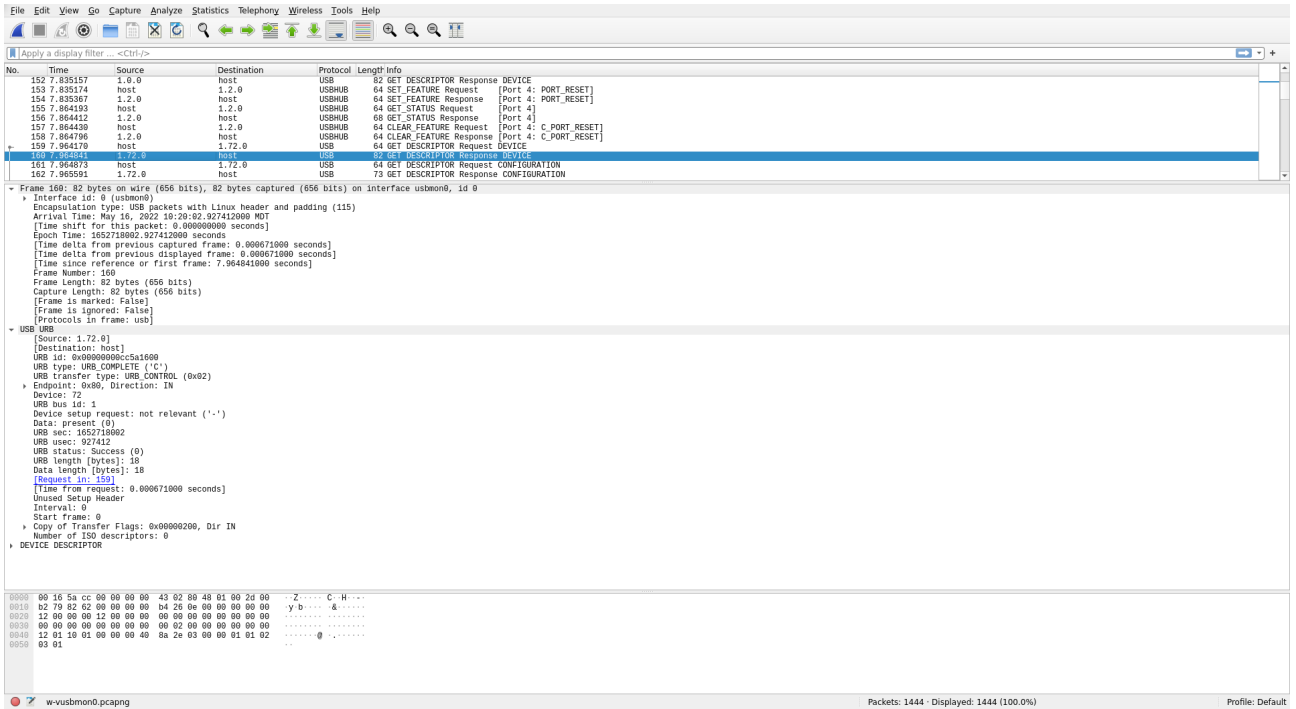 File Edit View Go Capture Analyze Statistics Telephony Wireless Tools Help
Apply a display filter ... <Ctrl-/>
No. Time Source Destination Protocol Length Info
152 7.835157 1.0.0 host USB 82 GET DESCRIPTOR Response DEVICE
153 7.835174 host 1.2.0 USBHUB 64 SET_FEATURE Request [Port 4: PORT_RESET]
154 7.835367 1.2.0 host USBHUB 64 SET_FEATURE Response [Port 4: PORT_RESET]
155 7.864193 host 1.2.0 USBHUB 64 GET_STATUS Request [Port 4]
156 7.864412 1.2.0 host USBHUB 68 GET_STATUS Response [Port 4]
157 7.864430 host 1.2.0 USBHUB 64 CLEAR_FEATURE Request [Port 4: C_PORT_RESET]
158 7.864796 1.2.0 host USBHUB 64 CLEAR_FEATURE Response [Port 4: C_PORT_RESET]
159 7.964170 host 1.72.0 USB 64 GET DESCRIPTOR Request DEVICE
160 7.964841 1.72.0 host USB 82 GET DESCRIPTOR Response DEVICE
161 7.964873 host 1.72.0 USB 64 GET DESCRIPTOR Request CONFIGURATION
162 7.965591 1.72.0 host USB 73 GET DESCRIPTOR Response CONFIGURATION
Frame 160: 82 bytes on wire (656 bits), 82 bytes captured (656 bits) on interface usbmon0, id 0
Interface id: 0 (usbmon0)
Encapsulation type: USB packets with Linux header and padding (115)
Arrival Time: May 16, 2022 10:20:02.927412000 MDT
[Time shift for this packet: 0.000000000 seconds]
Epoch Time: 1652718002.927412000 seconds
[Time delta from previous captured frame: 0.000671000 seconds]
[Time delta from previous displayed frame: 0.000671000 seconds]
[Time since reference or first frame: 7.964841000 seconds]
Frame Number: 160
Frame Length: 82 bytes (656 bits)
Capture Length: 82 bytes (656 bits)
[Frame is marked: False]
[Frame is ignored: False]
[Protocols in frame: usb]
USB URB
[Source: 1.72.0]
[Destination: host]
URB id: 0x00000000cc5a1600
URB type: URB_COMPLETE ('C')
URB transfer type: URB_CONTROL (0x02)
Endpoint: 0x80, Direction: IN
Device: 72
URB bus id: 1
Device setup request: not relevant ('-')
Data: present (0)
URB sec: 1652718002
URB usec: 927412
URB status: Success (0)
URB length [bytes]: 18
Data length [bytes]: 18
[Request in: 159]
[Time from request: 0.000671000 seconds]
Unused Setup Header
Interval: 0
Start frame: 0
Copy of Transfer Flags: 0x00000200, Dir IN
Number of ISO descriptors: 0
DEVICE DESCRIPTOR
0000 00 16 5a cc 00 00 00 00 43 02 80 48 01 00 2d 00 ··Z····· C··H··-·
0010 b2 79 82 62 00 00 00 00 b4 26 0e 00 00 00 00 00 ·y·b···· ·&······
0020 12 00 00 00 12 00 00 00 00 00 00 00 00 00 00 00 ········ ········
0030 00 00 00 00 00 00 00 00 00 02 00 00 00 00 00 00 ········ ········
0040 12 01 10 01 00 00 00 40 8a 2e 03 00 00 01 01 02 ·······@ ·.······
0050 03 01 ··
w-vusbmon0.pcapng
Packets: 1444 · Displayed: 1444 (100.0%)
Profile: Default